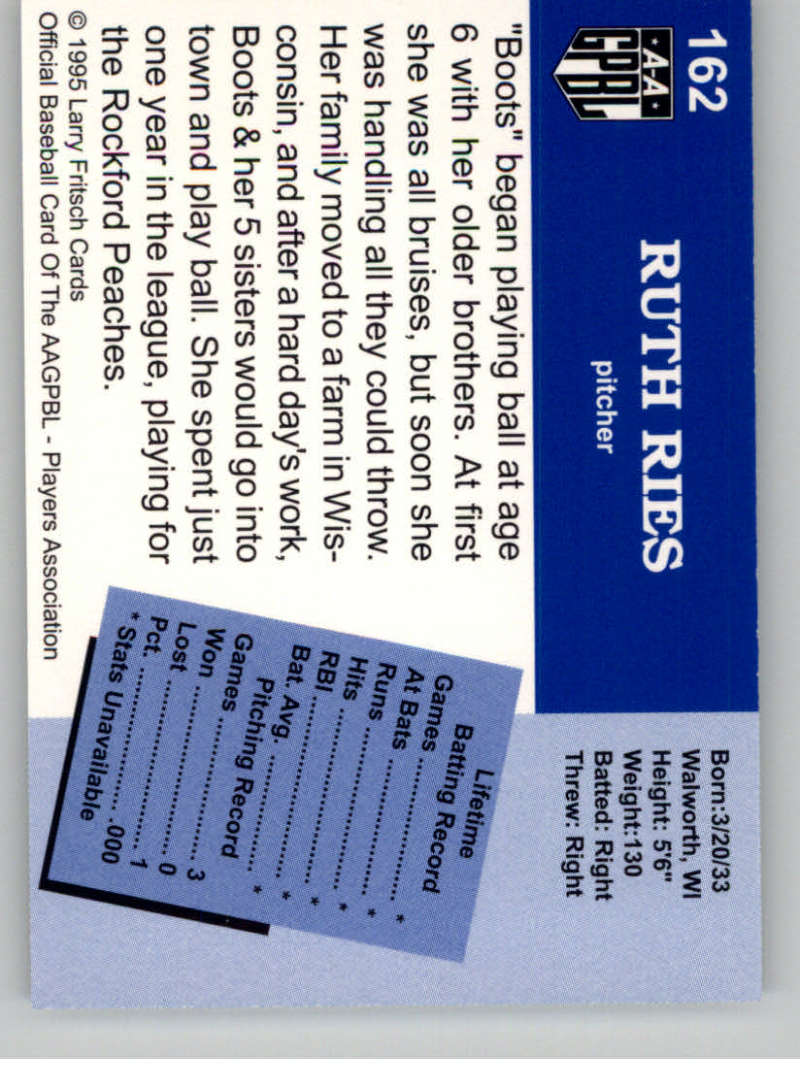 162
A-A
GPBL
RUTH RIES
pitcher
Born:3/20/33
Walworth, WI
Height: 5'6"
Weight:130
Batted: Right
Threw: Right
"Boots" began playing ball at age
6 with her older brothers. At first
she was all bruises, but soon she
was handling all they could throw.
Her family moved to a farm in Wis-
consin, and after a hard day's work,
Boots & her 5 sisters would go into
town and play ball. She spent just
one year in the league, playing for
the Rockford Peaches.
© 1995 Larry Fritsch Cards
Official Baseball Card Of The AAGPBL - Players Association
Lifetime
Batting Record
Games ........................ *
At Bats ........................ *
Runs ........................ *
Hits ........................ *
RBI ........................ *
Bat. Avg. ........................ *
Pitching Record
Games ........................ 3
Won ........................ 0
Lost ........................ 1
Pct. ........................ .000
* Stats Unavailable